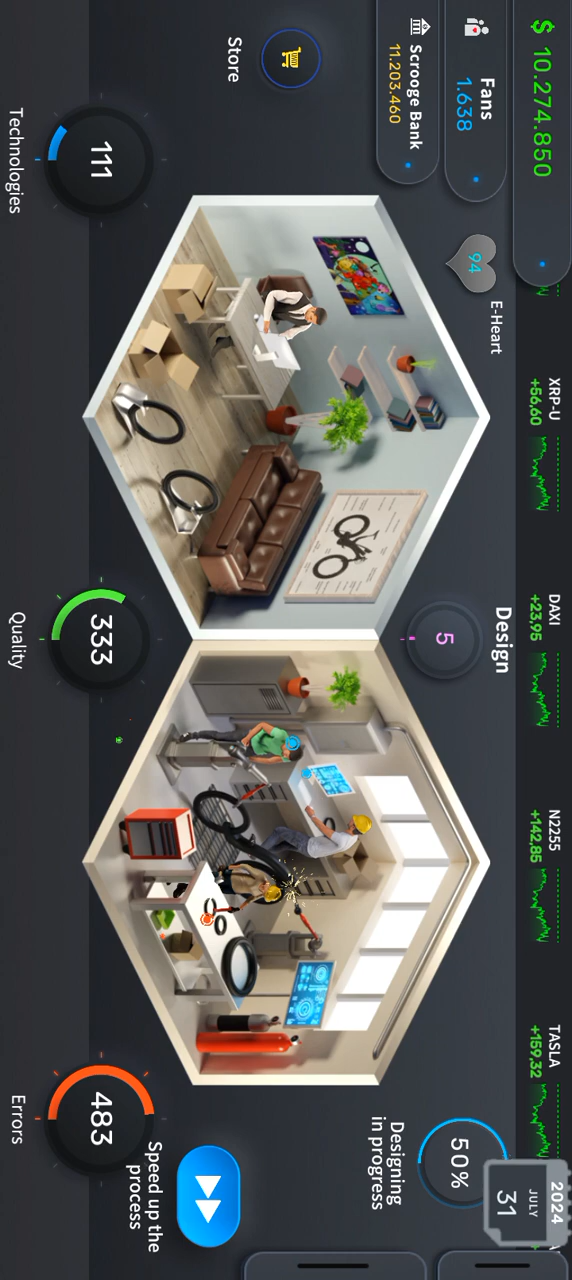 $ 10.274.850
Fans
1.638
Scrooge Bank
11.203.460
Store
94
E-Heart
XRP-U
+56,60
DAXI
+23,95
N2255
+142,85
TASLA
+159,32
2024
JULY
31
Design
5
50%
Designing
in progress
Speed up the
process
111
Technologies
333
Quality
483
Errors